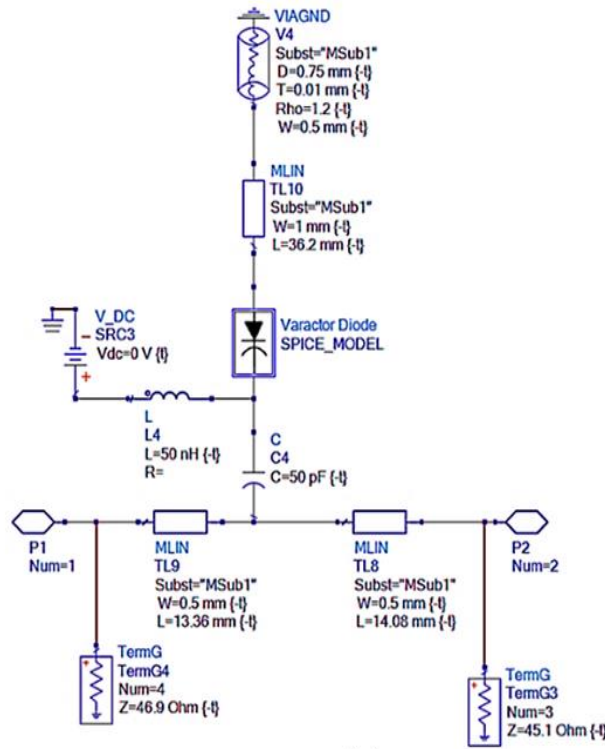 VIAGND
V4
Subst="MSub1"
D=0.75 mm {-t}
T=0.01 mm {-t}
Rho=1.2 {-t}
W=0.5 mm {-t}
MLIN
TL10
Subst="MSub1"
W=1 mm {-t}
L=36.2 mm {-t}
V_DC
SRC3
Vdc=0 V {t}
Varactor Diode
SPICE_MODEL
L
L4
L=50 nH {-t}
R=
C
C4
C=50 pF {-t}
P1
Num=1
MLIN
TL9
Subst="MSub1"
W=0.5 mm {-t}
L=13.36 mm {-t}
MLIN
TL8
Subst="MSub1"
W=0.5 mm {-t}
L=14.08 mm {-t}
P2
Num=2
TermG
TermG4
Num=4
Z=46.9 Ohm {-t}
TermG
TermG3
Num=3
Z=45.1 Ohm {-t}